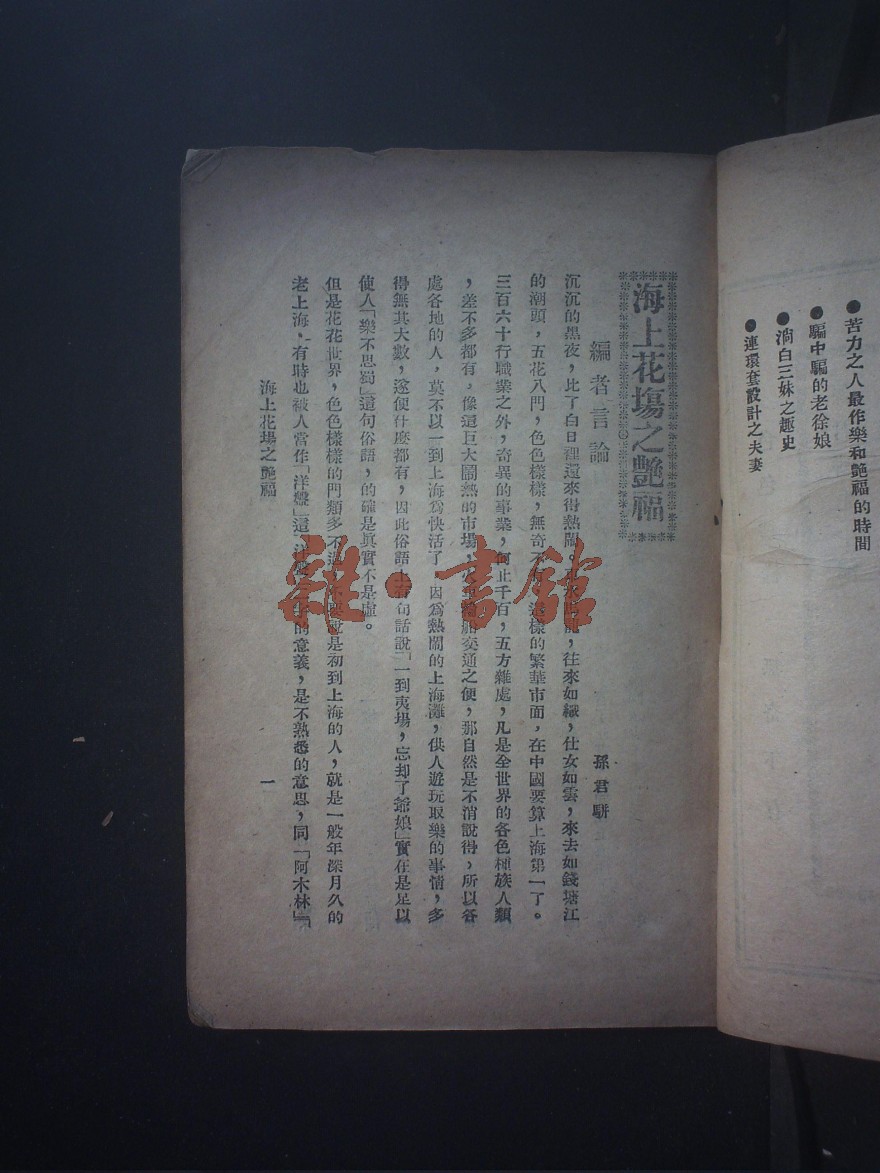 ●苦力之人最作樂和艷福的時間
●騙中騙的老徐娘
●淌白三妹之趣史
●連環套設計之夫妻
海上花場之艷福
編者言論
孫君騈
沉沉的黑夜，比了白日裡還來得熱鬧。，往來如織，仕女如雲，來去如錢塘江
的潮頭，五花八門，色色樣樣，無奇不樣的繁華市面，在中國要算上海第一了。
三百六十行職業之外，奇異的事業，何止千百，五方雜處，凡是全世界的各色種族人類
，差不多都有。像這巨大鬧熱的市場，船交通之便，那自然是不消說得，所以各
處各地的人，莫不以一到上海爲快活了因爲熱鬧的上海灘，供人遊玩取樂的事情，多
得無其大數，遂便什麽都有，因此俗語上有句話說「一到夷場，忘却了爺娘」實在是足以
使人「樂不思蜀」這句俗語，的確是真實不是虛。
但是花花世界，色色樣樣的門類多不是初到上海的人，就是一般年深月久的
老上海，有時也被人當作「洋盤」這的意義，是不熟悉的意思，同「阿木林」「
海上花場之艷福
一
雜·書館